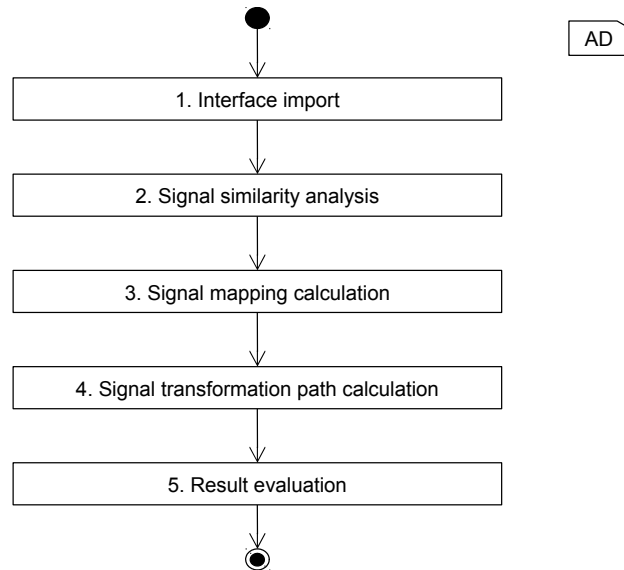 AD
1. Interface import
2. Signal similarity analysis
3. Signal mapping calculation
4. Signal transformation path calculation
5. Result evaluation